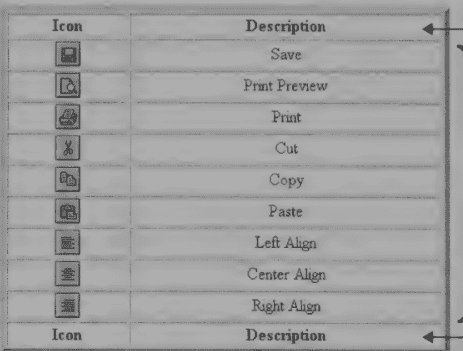 Icon Description
Save
Print Preview
Print
Cut
Copy
Paste
Left Align
Center Align
Right Align
Icon Description